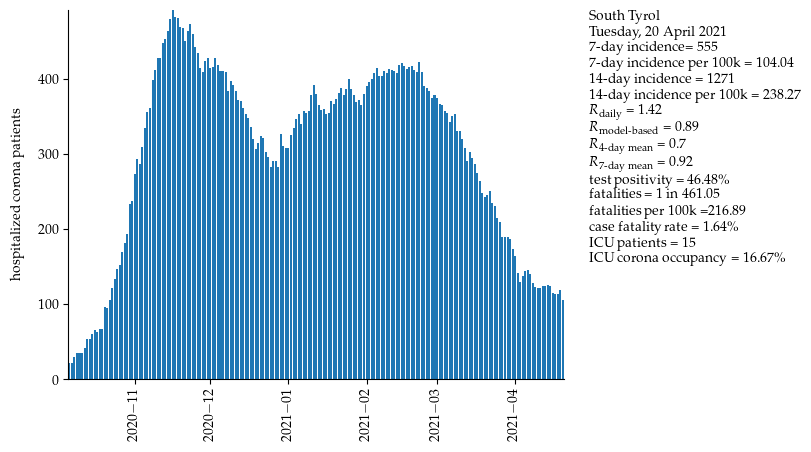 South Tyrol
Tuesday, 20 April 2021
7-day incidence= 555
7-day incidence per 100k = 104.04
14-day incidence = 1271
14-day incidence per 100k = 238.27
R daily = 1.42
R model-based = 0.89
R 4-day mean = 0.7
R 7-day mean = 0.92
test positivity = 46.48%
fatalities = 1 in 461.05
fatalities per 100k =216.89
case fatality rate = 1.64%
ICU patients = 15
ICU corona occupancy = 16.67%
hospitalized corona patients
400
300
200
100
0
2020−11
2020−12
2021−01
2021−02
2021−03
2021−04